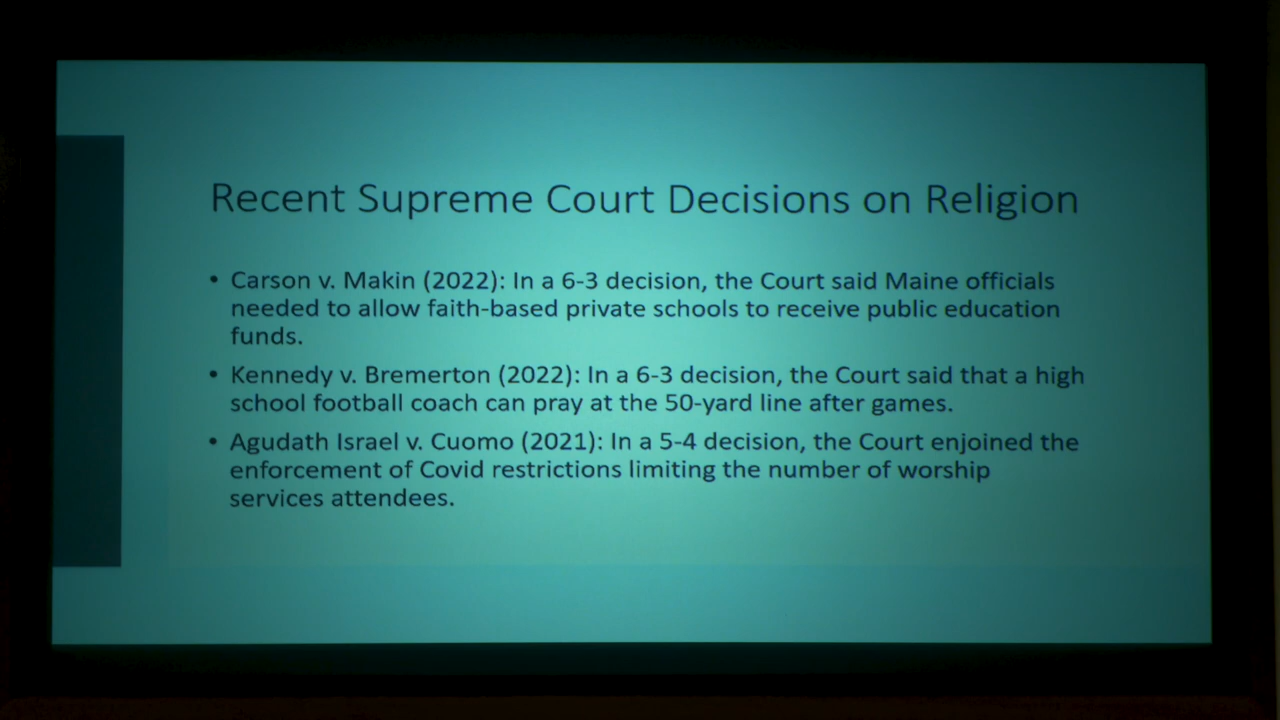 Recent Supreme Court Decisions on Religion
• Carson v. Makin (2022): In a 6-3 decision, the Court said Maine officials
needed to allow faith-based private schools to receive public education
funds.
• Kennedy v. Bremerton (2022): In a 6-3 decision, the Court said that a high
school football coach can pray at the 50-yard line after games.
• Agudath Israel v. Cuomo (2021): In a 5-4 decision, the Court enjoined the
enforcement of Covid restrictions limiting the number of worship
services attendees.